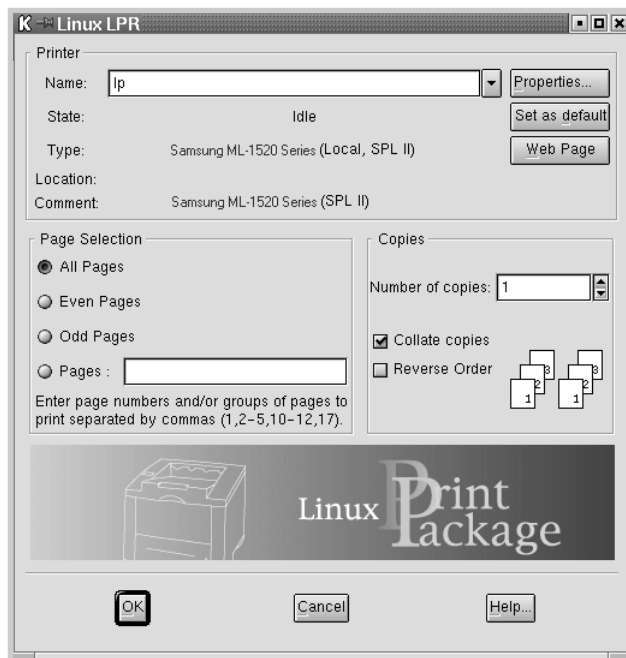 K Linux LPR
Printer
Name: lp Properties...
State: Idle Set as default
Type: Samsung ML-1520 Series (Local, SPL II) Web Page
Location:
Comment: Samsung ML-1520 Series (SPL II)
Page Selection
All Pages
Even Pages
Odd Pages
Pages :
Enter page numbers and/or groups of pages to
print separated by commas (1,2-5,10-12,17).
Copies
Number of copies: 1
Collate copies
Reverse Order
3 3
2 2
1 1
Linux Print
Package
OK Cancel Help...